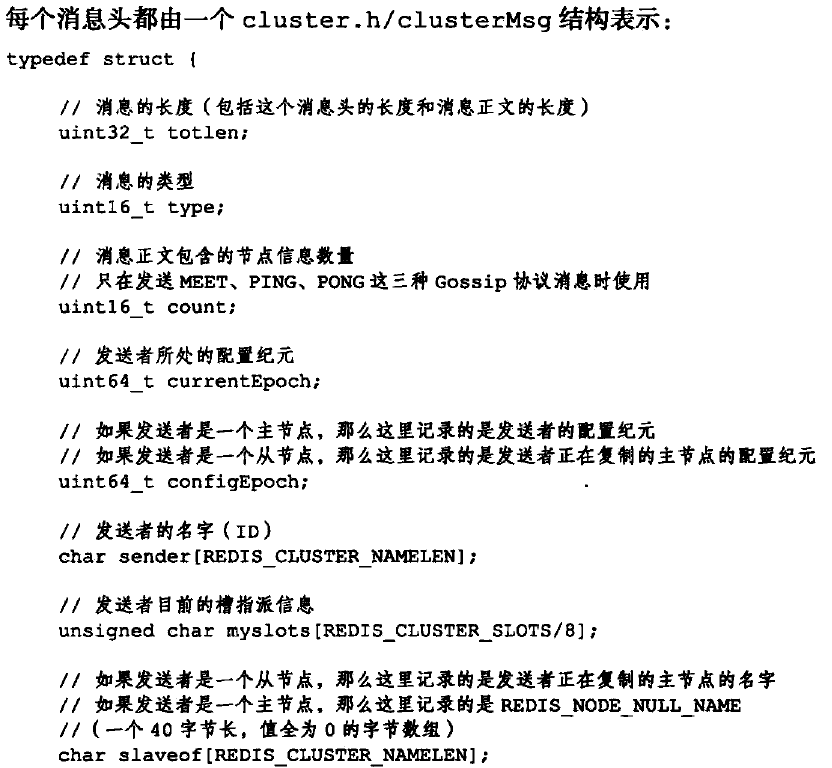 每个消息头都由一个 cluster.h/clusterMsg 结构表示：
typedef struct {
// 消息的长度（包括这个消息头的长度和消息正文的长度）
uint32_t totlen;
// 消息的类型
uint16_t type;
// 消息正文包含的节点信息数量
// 只在发送 MEET、PING、PONG 这三种 Gossip 协议消息时使用
uint16_t count;
// 发送者所处的配置纪元
uint64_t currentEpoch;
// 如果发送者是一个主节点，那么这里记录的是发送者的配置纪元
// 如果发送者是一个从节点，那么这里记录的是发送者正在复制的主节点的配置纪元
uint64_t configEpoch;
// 发送者的名字（ID）
char sender[REDIS_CLUSTER_NAMELEN];
// 发送者目前的槽指派信息
unsigned char myslots[REDIS_CLUSTER_SLOTS/8];
// 如果发送者是一个从节点，那么这里记录的是发送者正在复制的主节点的名字
// 如果发送者是一个主节点，那么这里记录的是 REDIS_NODE_NULL_NAME
//（一个 40 字节长，值全为 0 的字节数组）
char slaveof[REDIS_CLUSTER_NAMELEN];